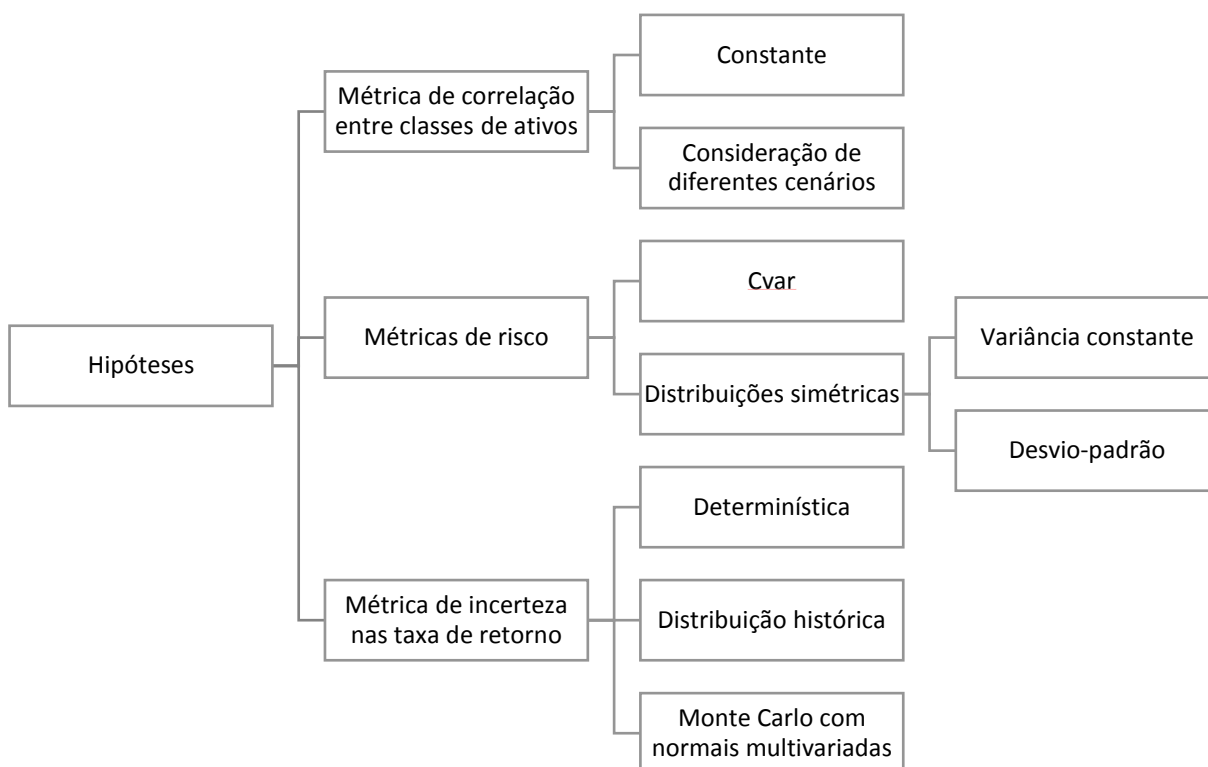 Hipóteses
Métrica de correlação
entre classes de ativos
Constante
Consideração de
diferentes cenários
Métricas de risco
Cvar
Distribuições simétricas
Variância constante
Desvio-padrão
Métrica de incerteza
nas taxa de retorno
Determinística
Distribuição histórica
Monte Carlo com
normais multivariadas